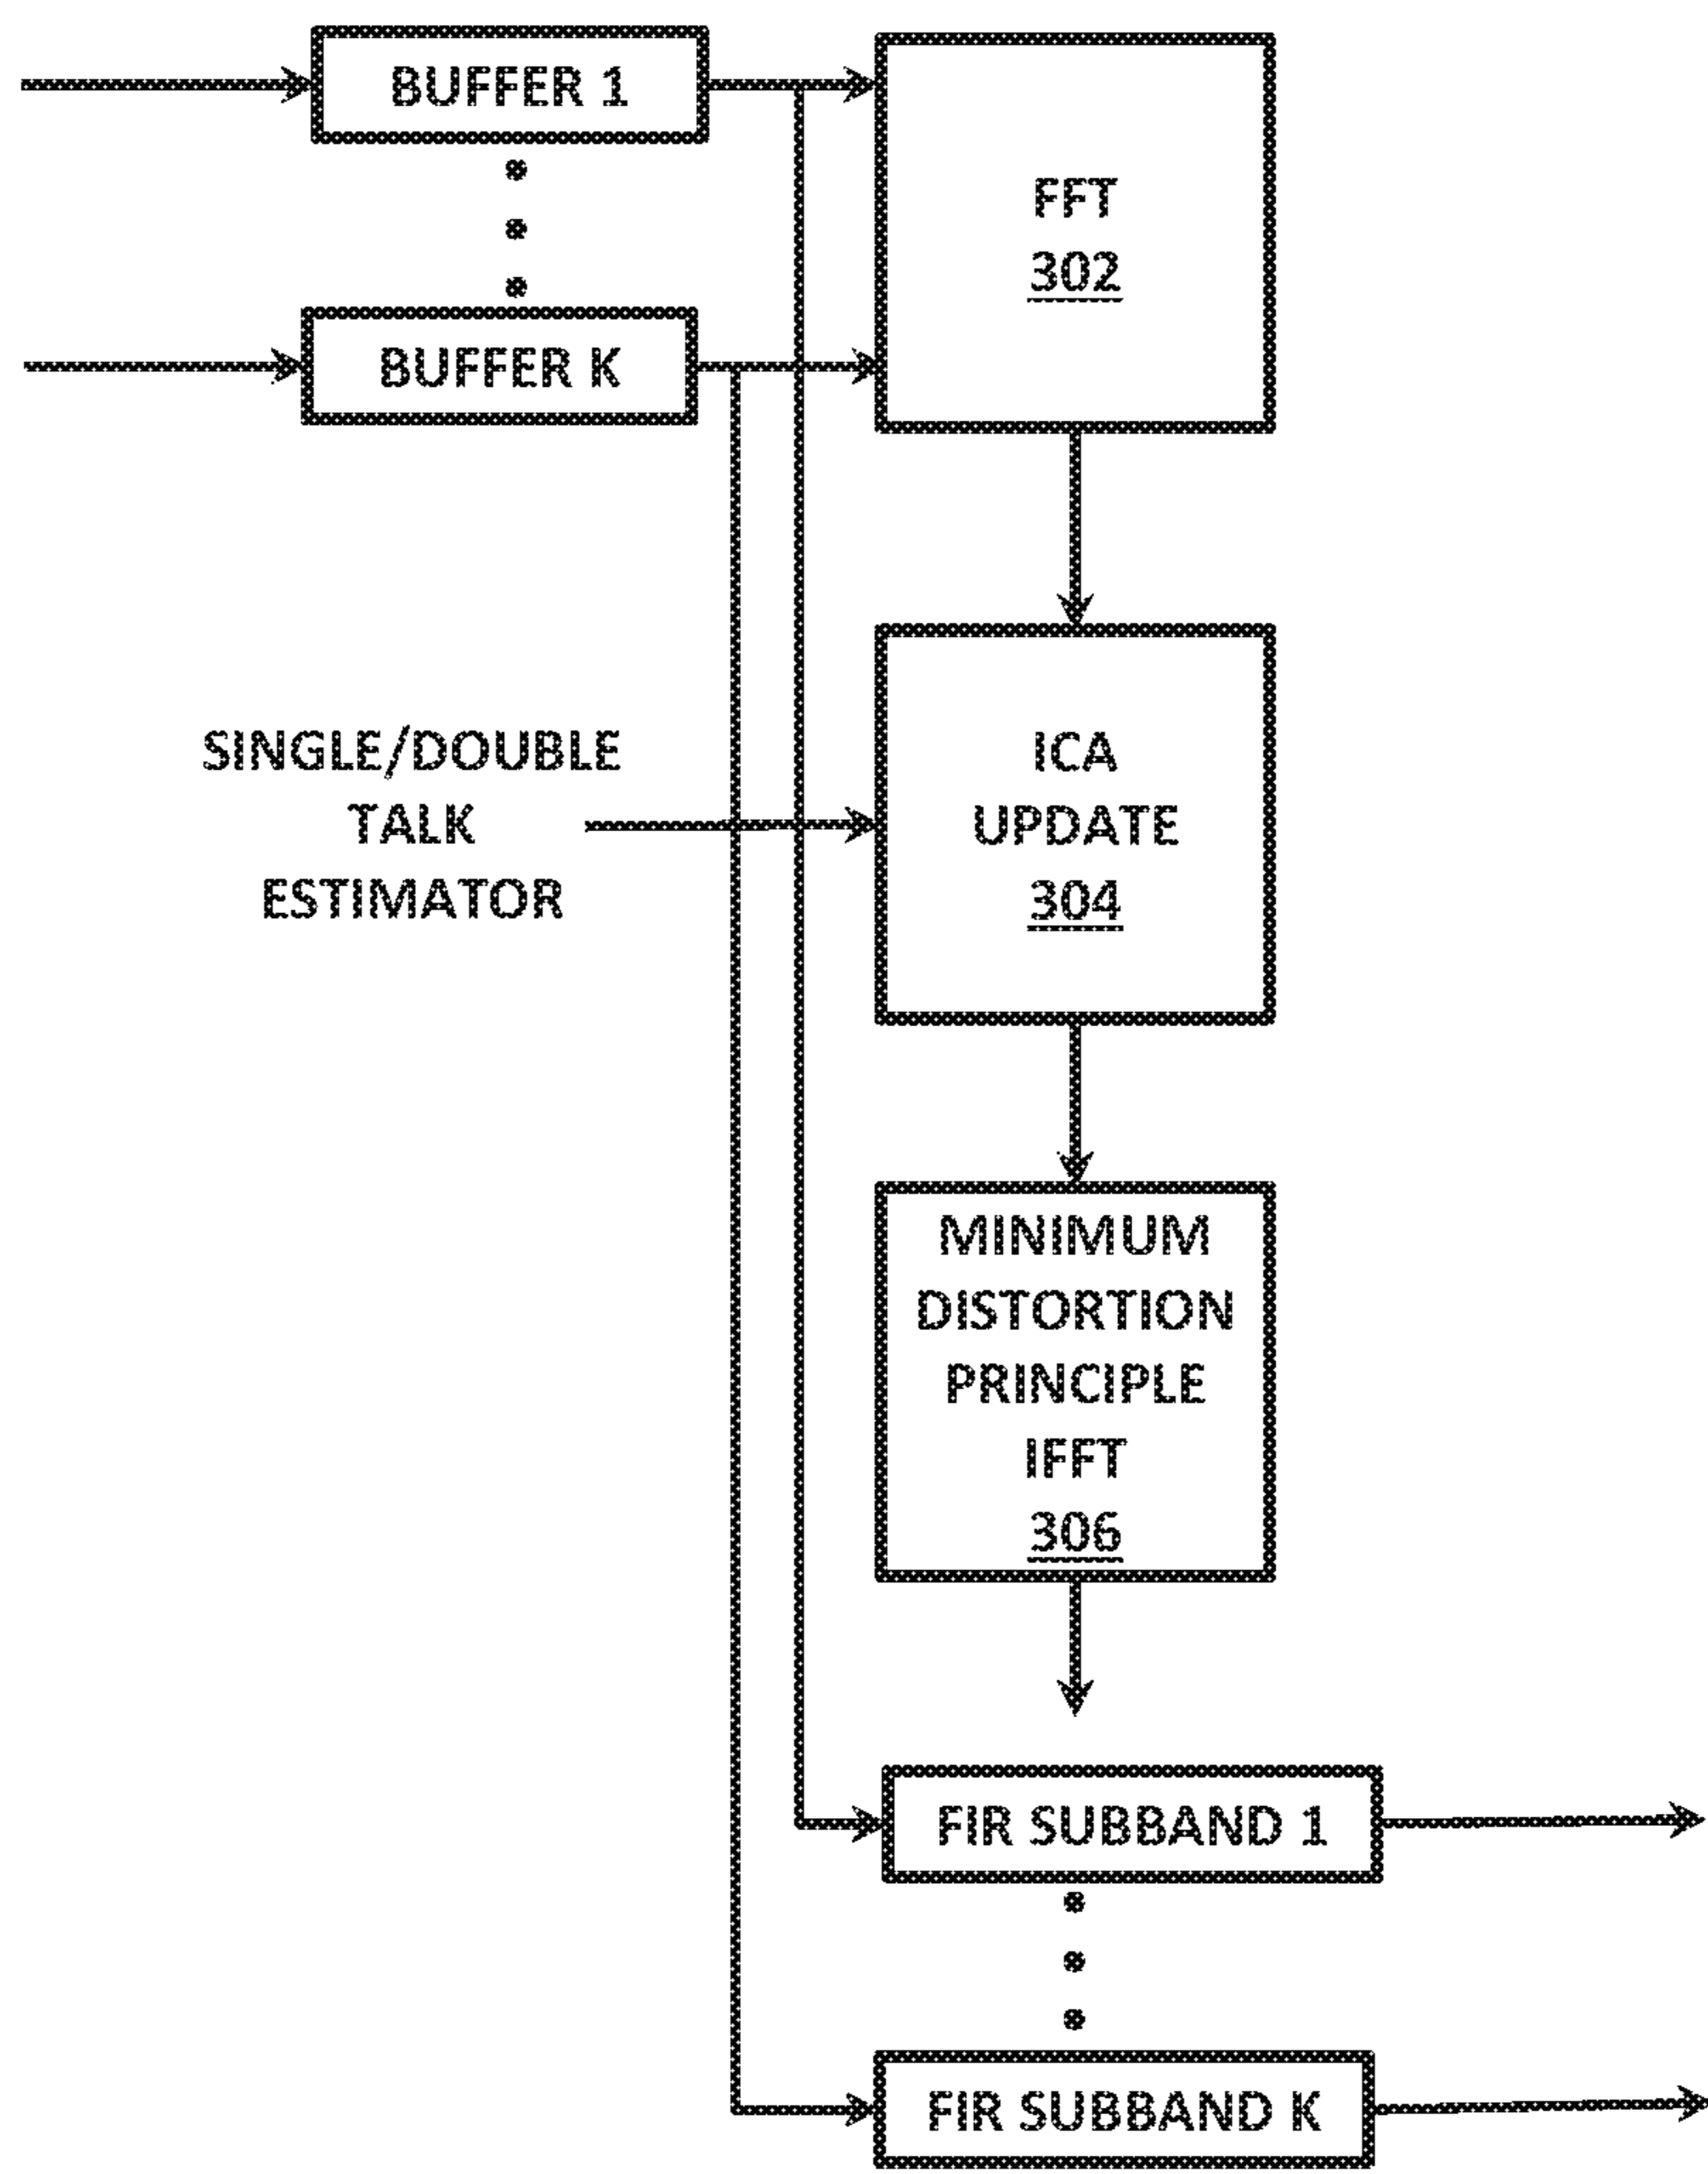 BUFFER 1
BUFFER K
FFT
302
SINGLE/DOUBLE
TALK
ESTIMATOR
ICA
UPDATE
304
MINIMUM
DISTORTION
PRINCIPLE
IFFT
306
FIR SUBBAND 1
FIR SUBBAND K